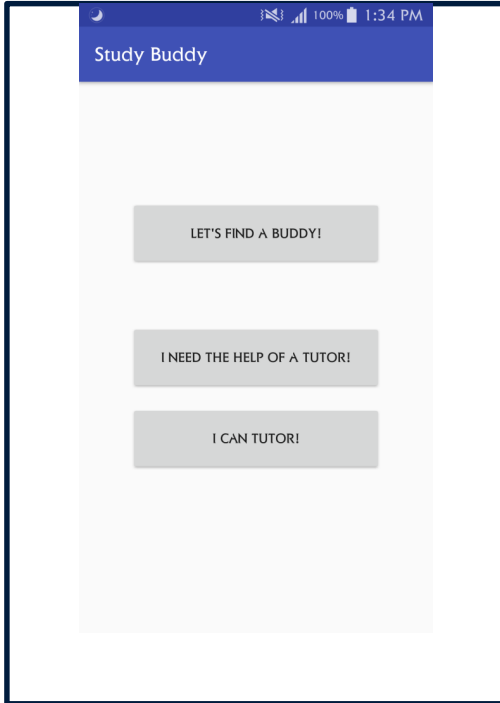 100% 1:34 PM
Study Buddy
LET'S FIND A BUDDY!
I NEED THE HELP OF A TUTOR!
I CAN TUTOR!